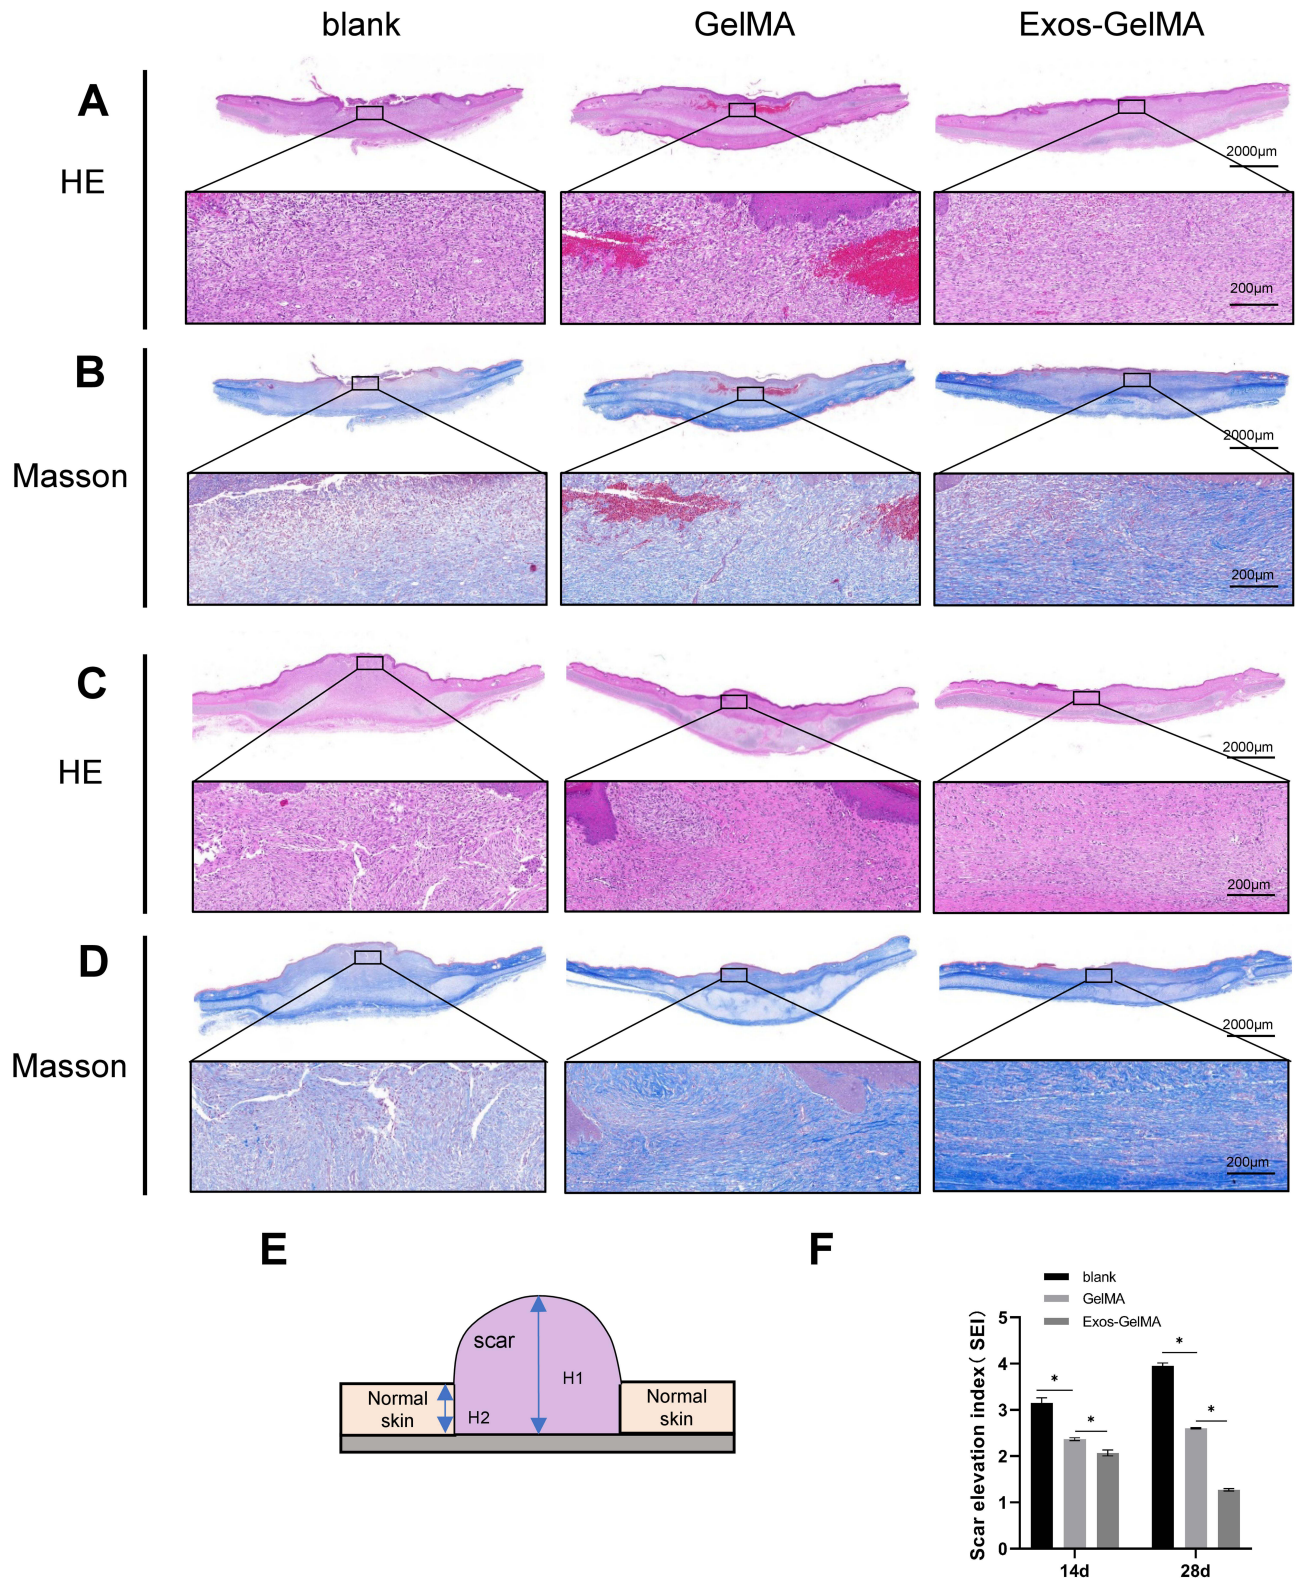 blank GelMA Exos-GelMA
A
HE
2000μm
200μm
B
Masson
2000μm
200μm
C
HE
2000μm
200μm
D
Masson
2000μm
200μm
E
F
scar
H1
Normal skin
H2
Normal skin
blank
GelMA
Exos-GelMA
Scar elevation index( SEI)
5
4
3
2
1
0
* * * *
14d 28d